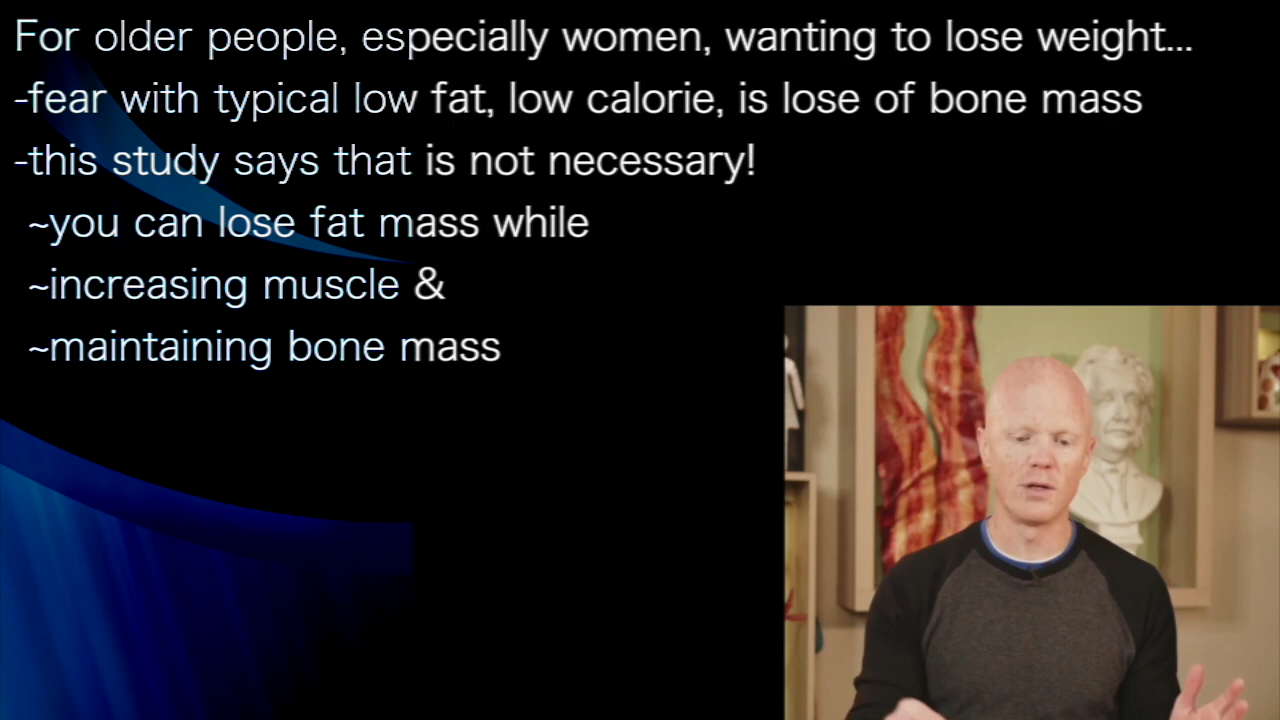 For older people, especially women, wanting to lose weight...
-fear with typical low fat, low calorie, is lose of bone mass
-this study says that is not necessary!
~you can lose fat mass while
~increasing muscle &
~maintaining bone mass